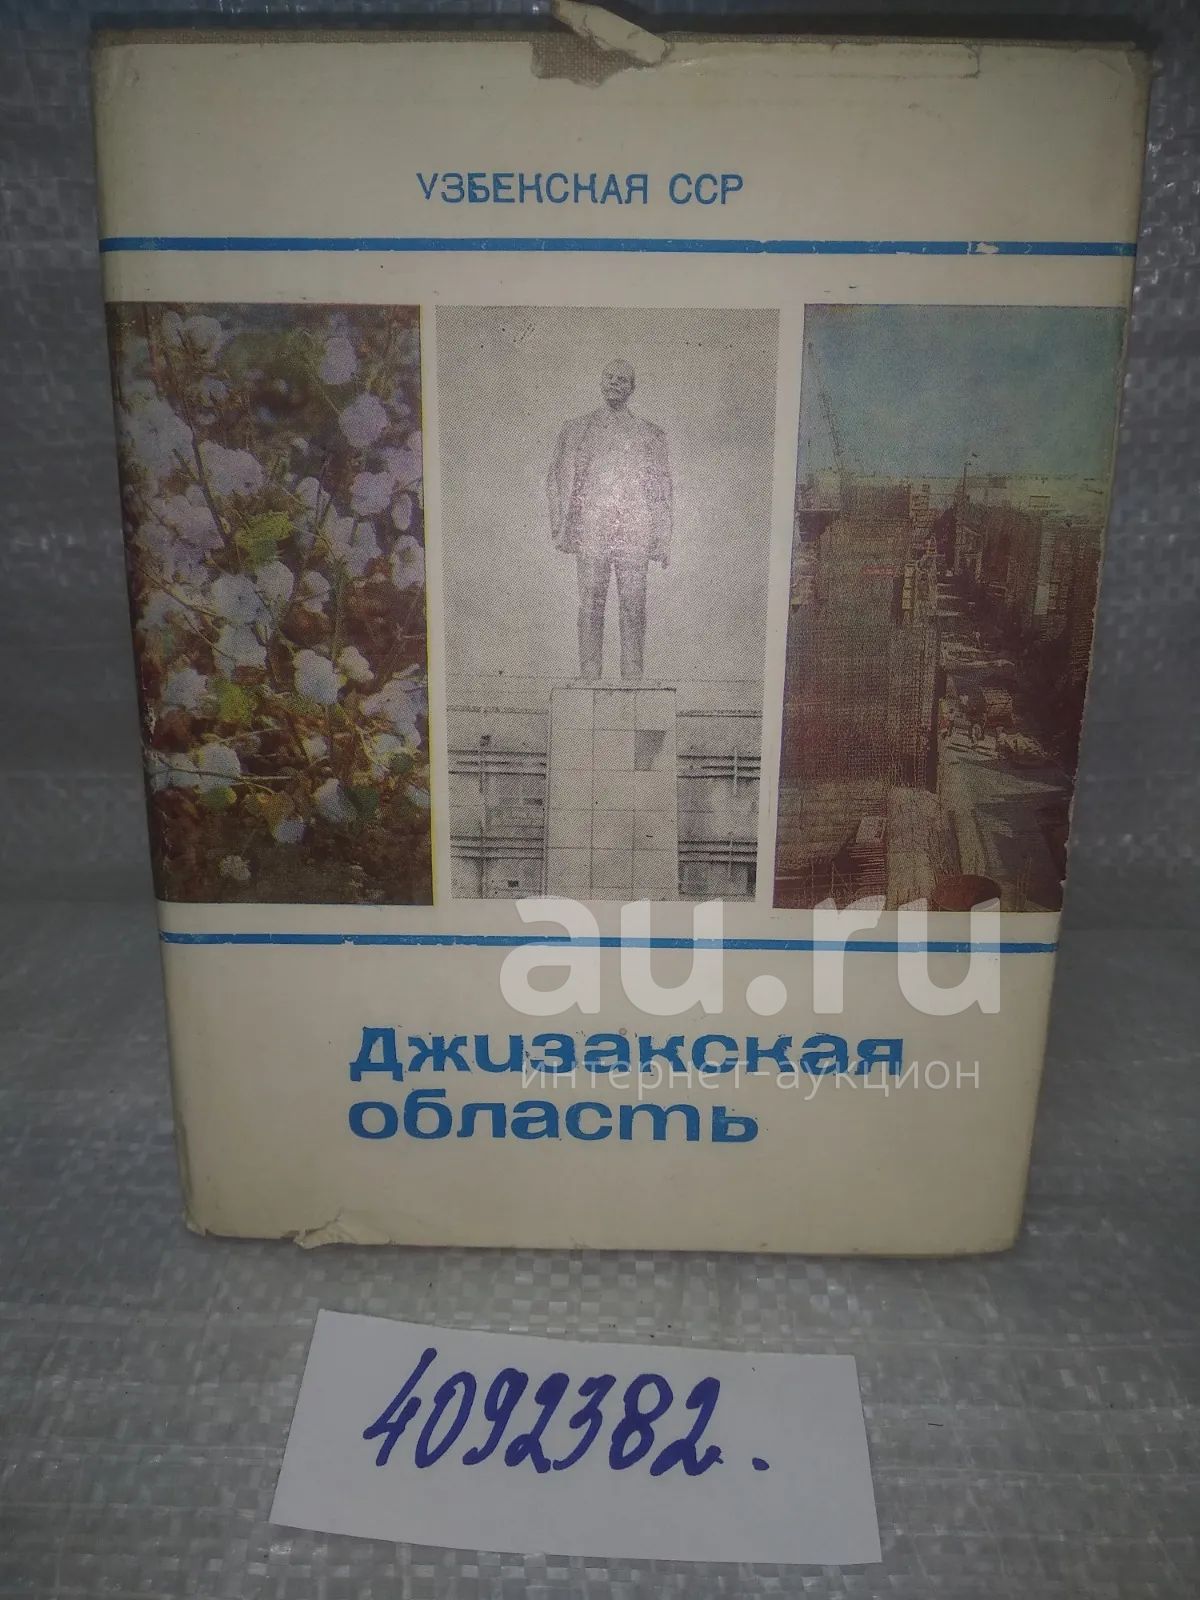 УЗБЕКСКАЯ ССР
au.ru
Джизакская
интернет-аукцион
область
4092382.